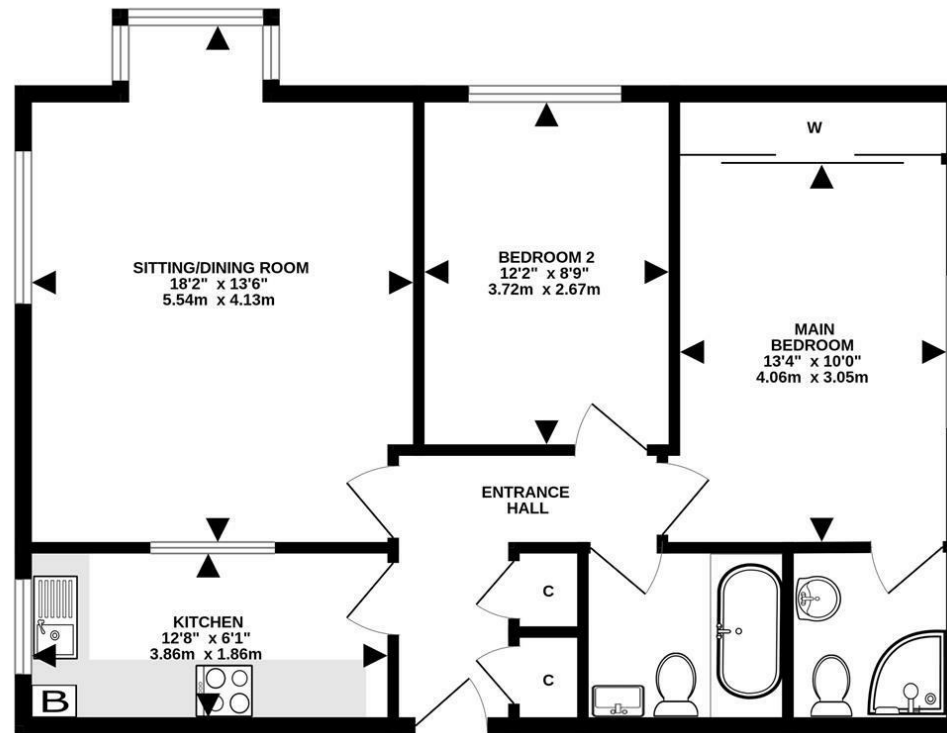 W
SITTING/DINING ROOM
18'2" x 13'6"
5.54m x 4.13m
BEDROOM 2
12'2" x 8'9"
3.72m x 2.67m
MAIN
BEDROOM
13'4" x 10'0"
4.06m x 3.05m
ENTRANCE
HALL
KITCHEN
12'8" x 6'1"
3.86m x 1.86m
C
C
B